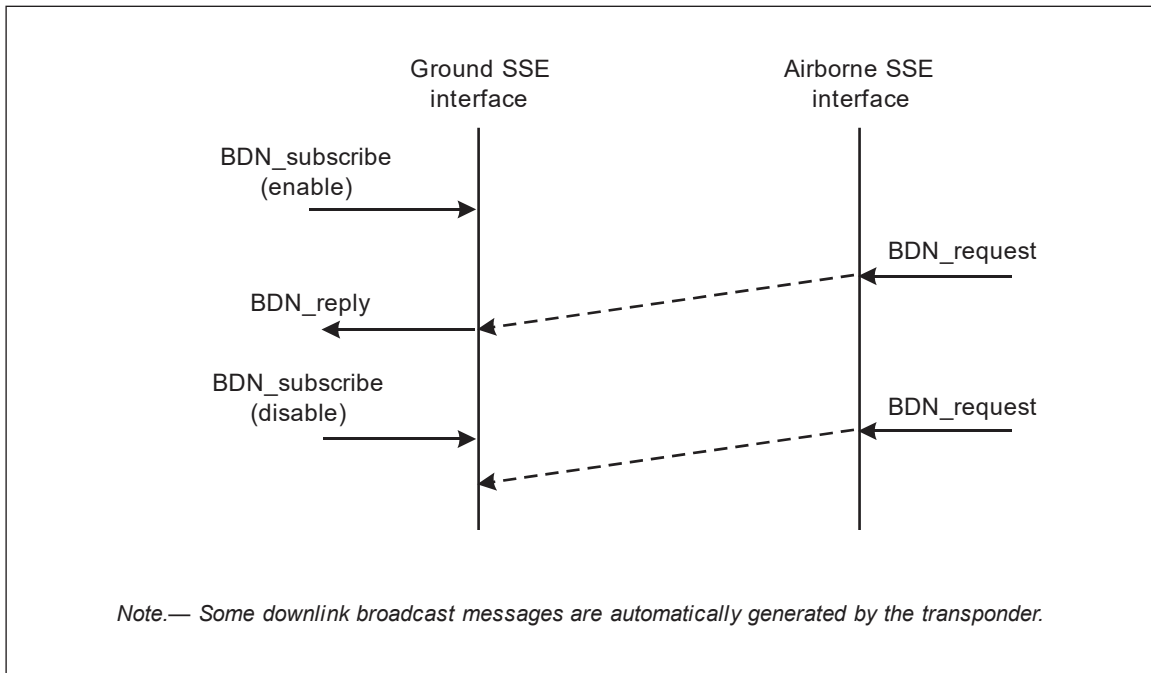 Ground SSE
interface
Airborne SSE
interface
BDN_subscribe
(enable)
BDN_request
BDN_reply
BDN_subscribe
(disable)
BDN_request
Note.— Some downlink broadcast messages are automatically generated by the transponder.